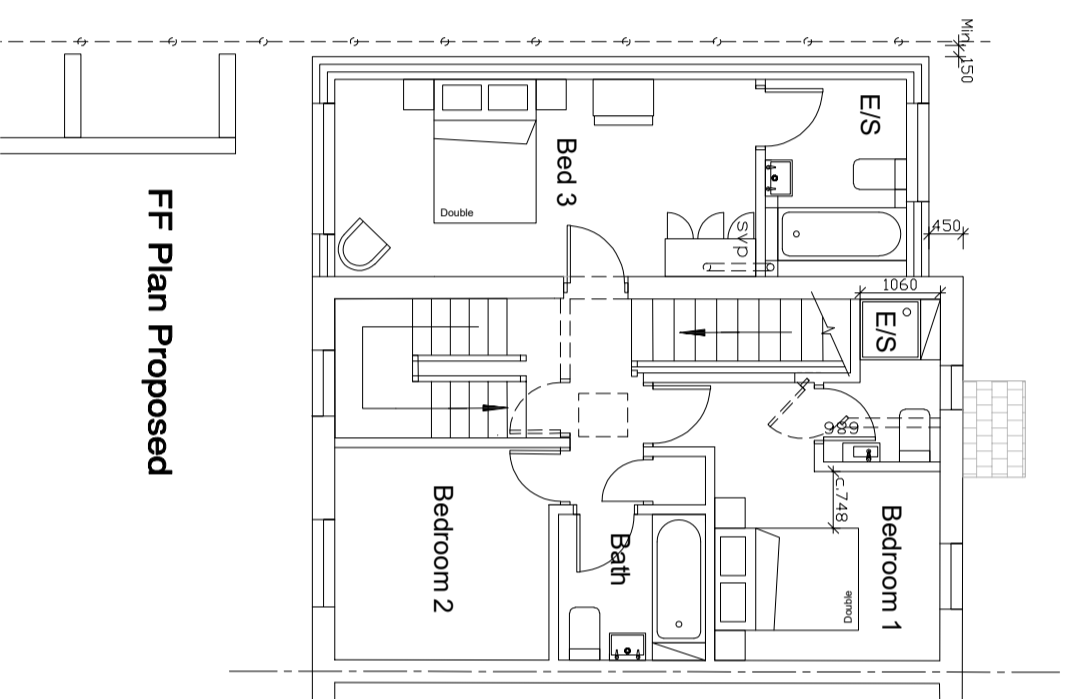 Min. 150
E/S
Bed 3
Double
svp
450
1060
E/S
989
c.748
Bedroom 1
Double
Bath
Bedroom 2
FF Plan Proposed